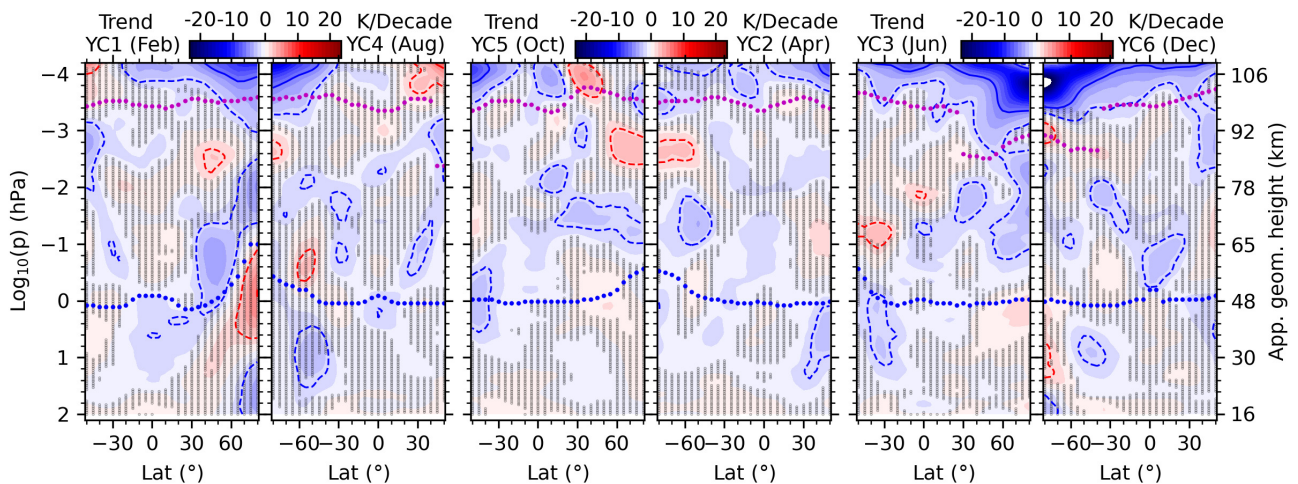 Trend -20-10 0 10 20 K/Decade
YC1 (Feb) YC4 (Aug)
Trend -20-10 0 10 20 K/Decade
YC5 (Oct) YC2 (Apr)
Trend -20-10 0 10 20 K/Decade
YC3 (Jun) YC6 (Dec)
Log10(p) (hPa)
−4
−3
−2
−1
0
1
2
106
92
78
65
48
30
16
App. geom. height (km)
−30 0 30 60
−60 −30 0 30
−30 0 30 60
−60−30 0 30
−30 0 30 60
−60 −30 0 30
Lat (°)
Lat (°)
Lat (°)
Lat (°)
Lat (°)
Lat (°)